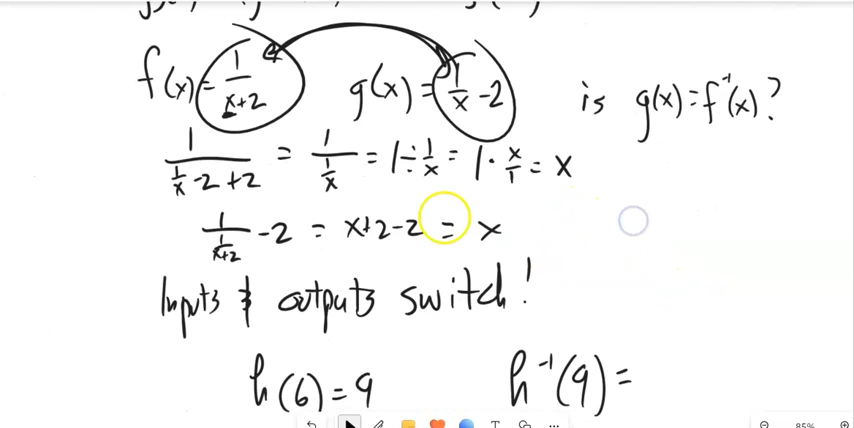 f(x) = 1/(x+2) g(x) = 1/x - 2 is g(x) = f⁻¹(x)?
1/(1/x - 2 + 2) = 1/(1/x) = 1 ÷ 1/x = 1 · x/1 = x
1/(1/(x+2)) - 2 = x+2-2 = x
Inputs & outputs switch!
h(6) = 9 h⁻¹(9) =
T ... 85%